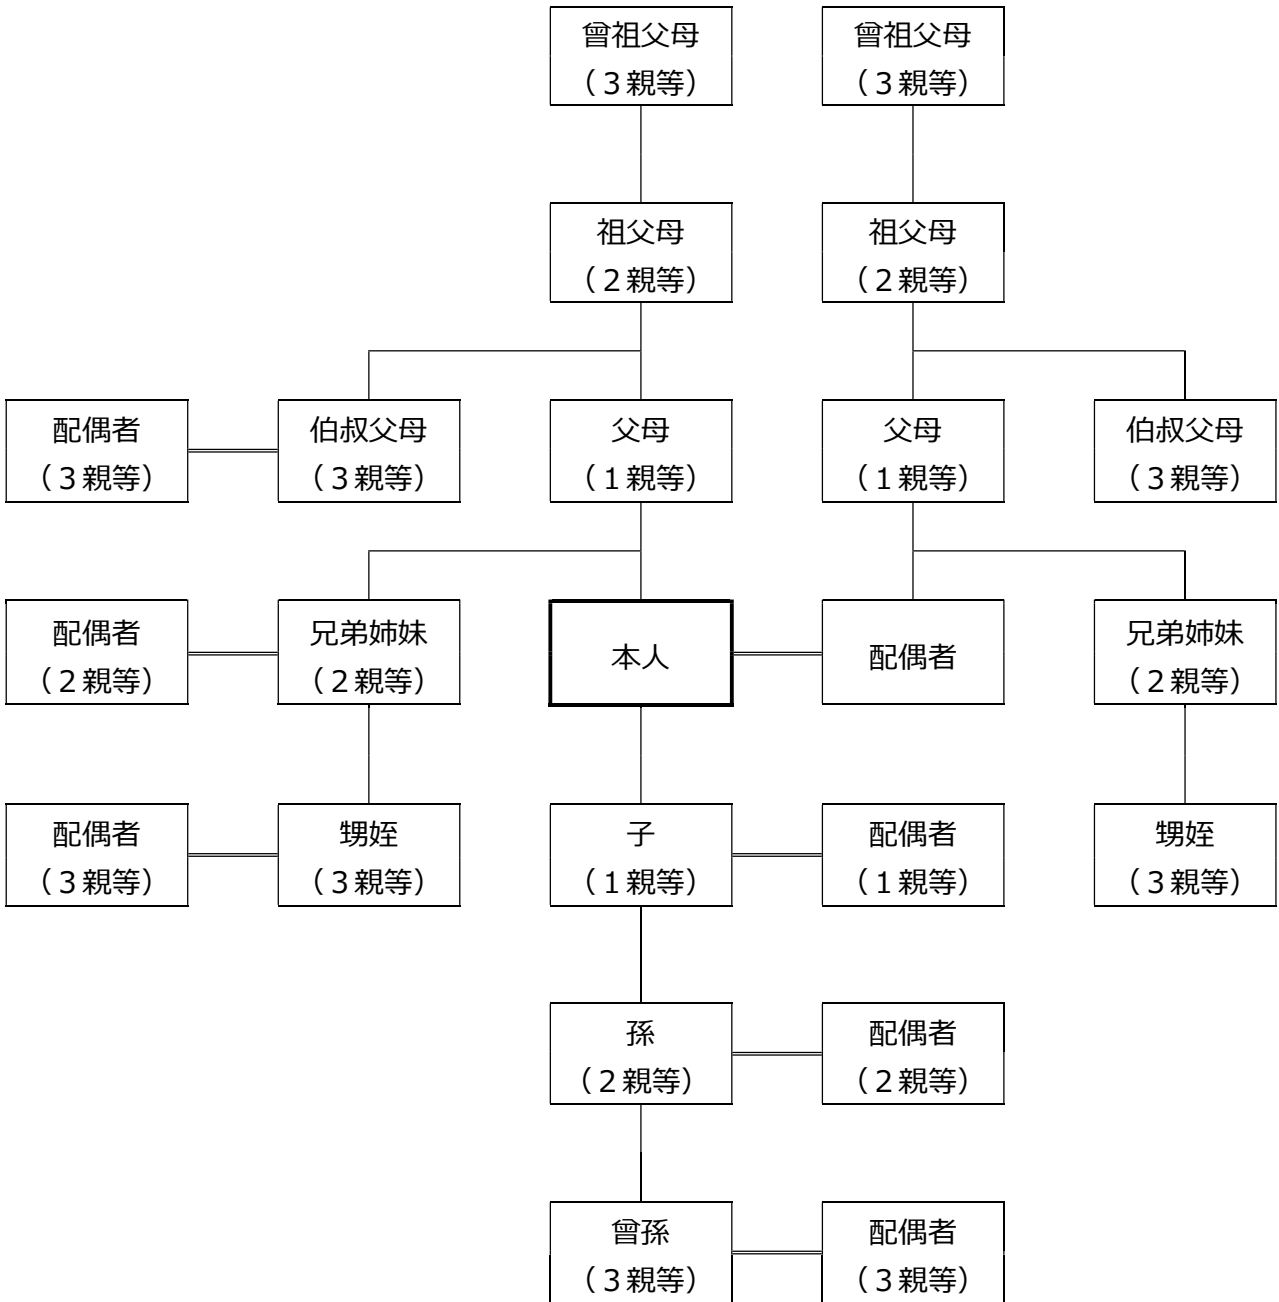 曾祖父母
（３親等）
曾祖父母
（３親等）
祖父母
（２親等）
祖父母
（２親等）
配偶者
（３親等）
伯叔父母
（３親等）
父母
（１親等）
父母
（１親等）
伯叔父母
（３親等）
配偶者
（２親等）
兄弟姉妹
（２親等）
本人
配偶者
兄弟姉妹
（２親等）
配偶者
（３親等）
甥姪
（３親等）
子
（１親等）
配偶者
（１親等）
甥姪
（３親等）
孫
（２親等）
配偶者
（２親等）
曾孫
（３親等）
配偶者
（３親等）